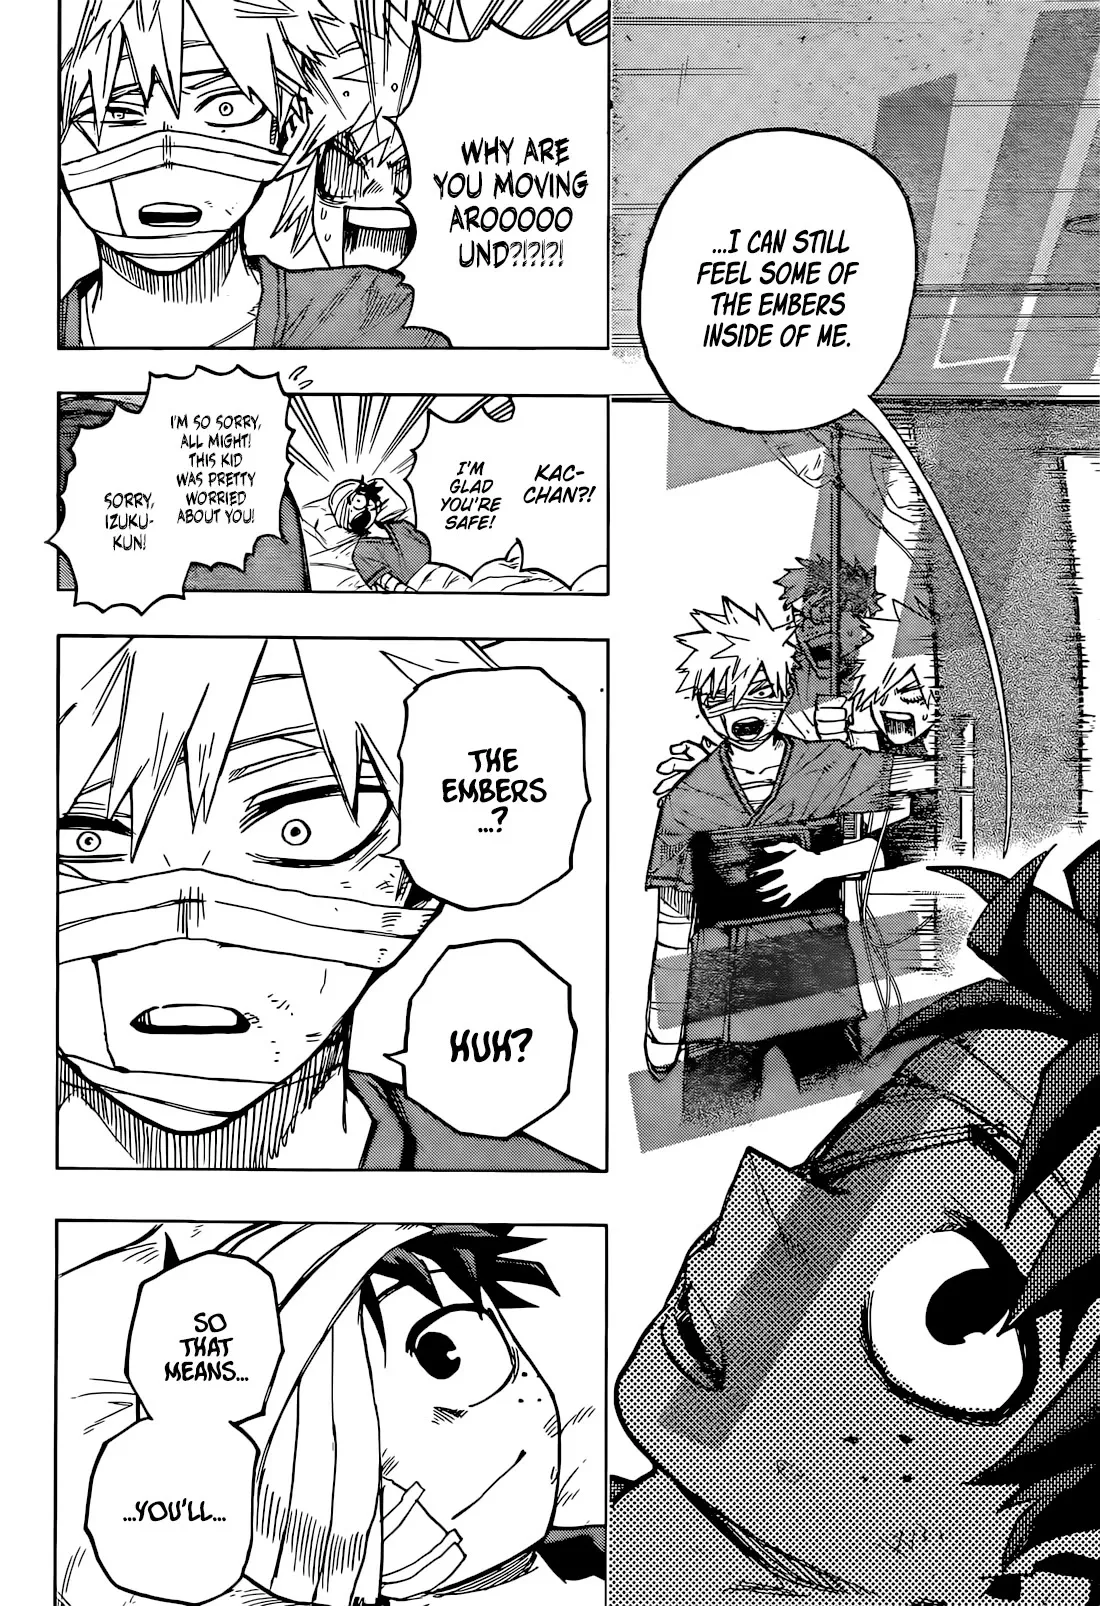 ...I CAN STILL
FEEL SOME OF
THE EMBERS
INSIDE OF ME.
WHY ARE
YOU MOVING
AROOOOO
UND?!?!?!
KAC-
CHAN?!
I'M
GLAD
YOU'RE
SAFE!
I'M SO SORRY,
ALL MIGHT!
THIS KID
WAS PRETTY
WORRIED
ABOUT YOU!
SORRY,
IZUKU-
KUN!
THE
EMBERS
...?
HUH?
SO
THAT
MEANS...
...YOU'LL...